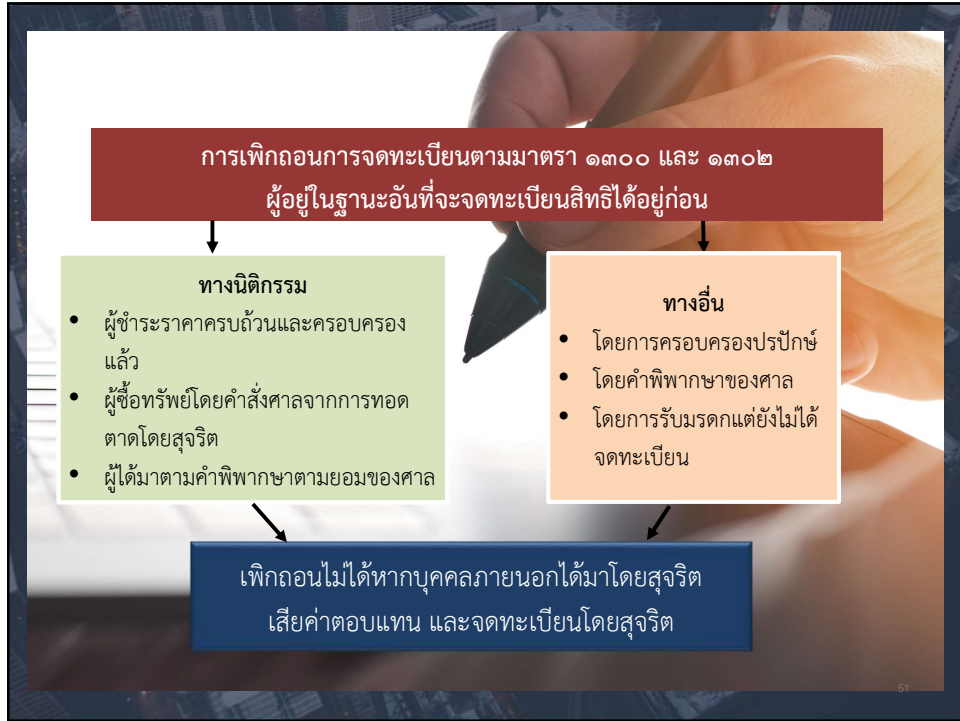 การเพิกถอนการจดทะเบียนตามมาตรา ๑๓๐๐ และ ๑๓๐๒
ผู้อยู่ในฐานะอันที่จะจดทะเบียนสิทธิได้อยู่ก่อน
ทางนิติกรรม
• ผู้ชำระราคาครบถ้วนและครอบครอง
แล้ว
• ผู้ซื้อทรัพย์โดยคำสั่งศาลจากการทอด
ตาดโดยสุจริต
• ผู้ได้มาตามคำพิพากษาตามยอมของศาล
ทางอื่น
• โดยการครอบครองปรปักษ์
• โดยคำพิพากษาของศาล
• โดยการรับมรดกแต่ยังไม่ได้
จดทะเบียน
เพิกถอนไม่ได้หากบุคคลภายนอกได้มาโดยสุจริต
เสียค่าตอบแทน และจดทะเบียนโดยสุจริต
51